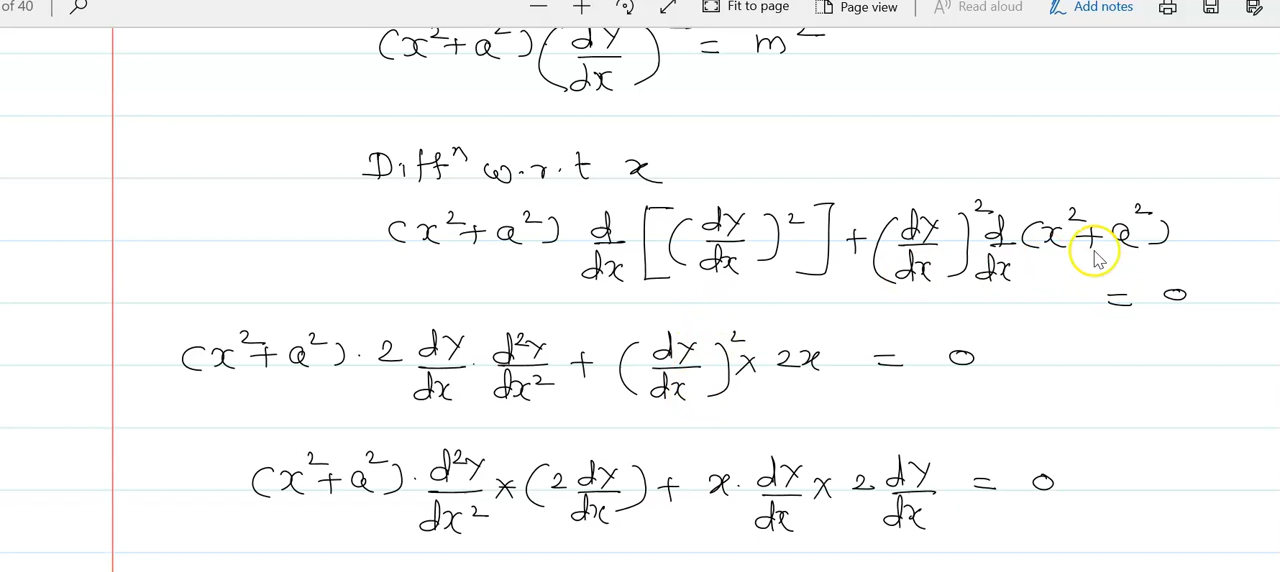 of 40 Fit to page Page view Read aloud Add notes
(x²+a²)(dy/dx)² = m²
Diffⁿ w.r.t x
(x²+a²) d/dx [(dy/dx)²] + (dy/dx)² d/dx (x²+a²)
= 0
(x²+a²). 2 dy/dx . d²y/dx² + (dy/dx)² × 2x = 0
(x²+a²). d²y/dx² × (2 dy/dx) + x. dy/dx × 2 dy/dx = 0